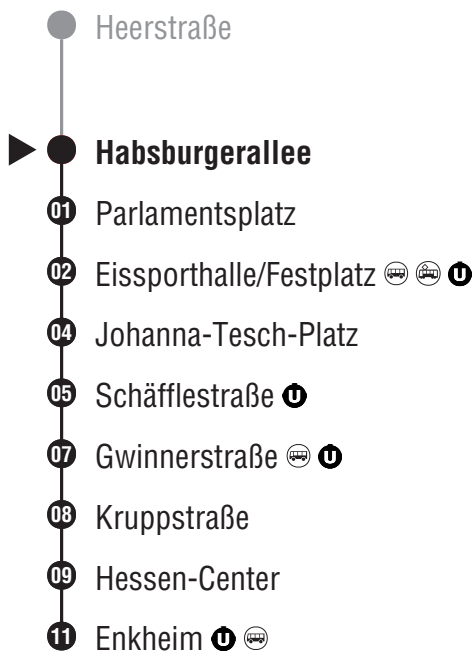 Heerstraße
Habsburgerallee
01 Parlamentsplatz
02 Eissporthalle/Festplatz U
04 Johanna-Tesch-Platz
05 Schäfflestraße U
07 Gwinnerstraße U
08 Kruppstraße
09 Hessen-Center
11 Enkheim U